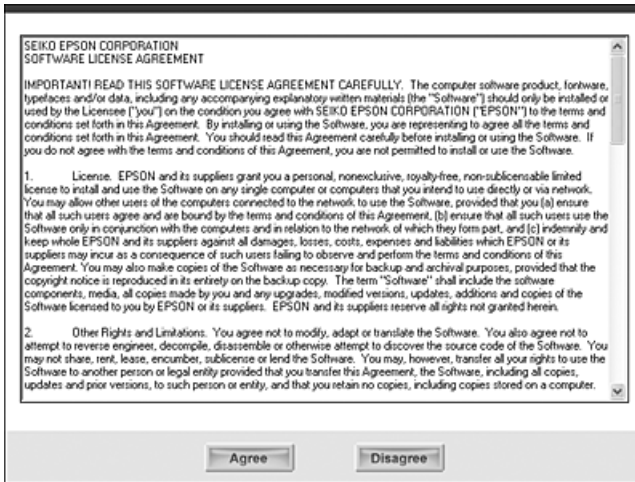 SEIKO EPSON CORPORATION
SOFTWARE LICENSE AGREEMENT
IMPORTANT! READ THIS SOFTWARE LICENSE AGREEMENT CAREFULLY. The computer software product, fontware,
typefaces and/or data, including any accompanying explanatory written materials (the "Software") should only be installed or
used by the Licensee ("you") on the condition you agree with SEIKO EPSON CORPORATION ("EPSON") to the terms and
conditions set forth in this Agreement. By installing or using the Software, you are representing to agree all the terms and
conditions set forth in this Agreement. You should read this Agreement carefully before installing or using the Software. If
you do not agree with the terms and conditions of this Agreement, you are not permitted to install or use the Software.
1. License. EPSON and its suppliers grant you a personal, nonexclusive, royalty-free, non-sublicensable limited
license to install and use the Software on any single computer or computers that you intend to use directly or via network.
You may allow other users of the computers connected to the network to use the Software, provided that you (a) ensure
that all such users agree and are bound by the terms and conditions of this Agreement, (b) ensure that all such users use the
Software only in conjunction with the computers and in relation to the network of which they form part, and (c) indemnify and
keep whole EPSON and its suppliers against all damages, losses, costs, expenses and liabilities which EPSON or its
suppliers may incur as a consequence of such users failing to observe and perform the terms and conditions of this
Agreement. You may also make copies of the Software as necessary for backup and archival purposes, provided that the
copyright notice is reproduced in its entirety on the backup copy. The term "Software" shall include the software
components, media, all copies made by you and any upgrades, modified versions, updates, additions and copies of the
Software licensed to you by EPSON or its suppliers. EPSON and its suppliers reserve all rights not granted herein.
2. Other Rights and Limitations. You agree not to modify, adapt or translate the Software. You also agree not to
attempt to reverse engineer, decompile, disassemble or otherwise attempt to discover the source code of the Software. You
may not share, rent, lease, encumber, sublicense or lend the Software. You may, however, transfer all your rights to use the
Software to another person or legal entity provided that you transfer this Agreement, the Software, including all copies,
updates and prior versions, to such person or entity, and that you retain no copies, including copies stored on a computer.
Agree
Disagree